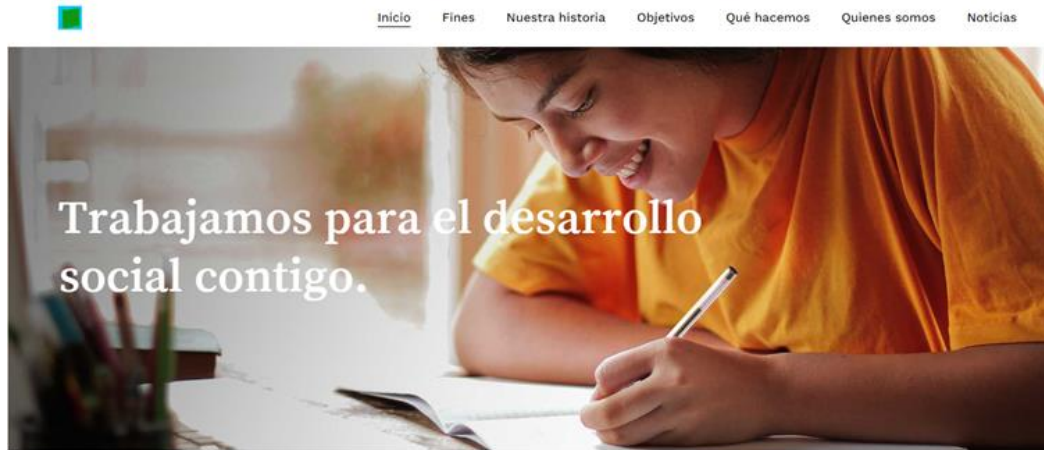 Inicio Fines Nuestra historia Objetivos Qué hacemos Quienes somos Noticias
Trabajamos para el desarrollo
social contigo.